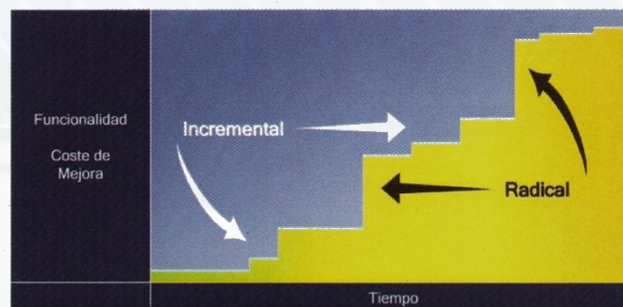 Funcionalidad
Coste de
Mejora
Incremental
Radical
Tiempo